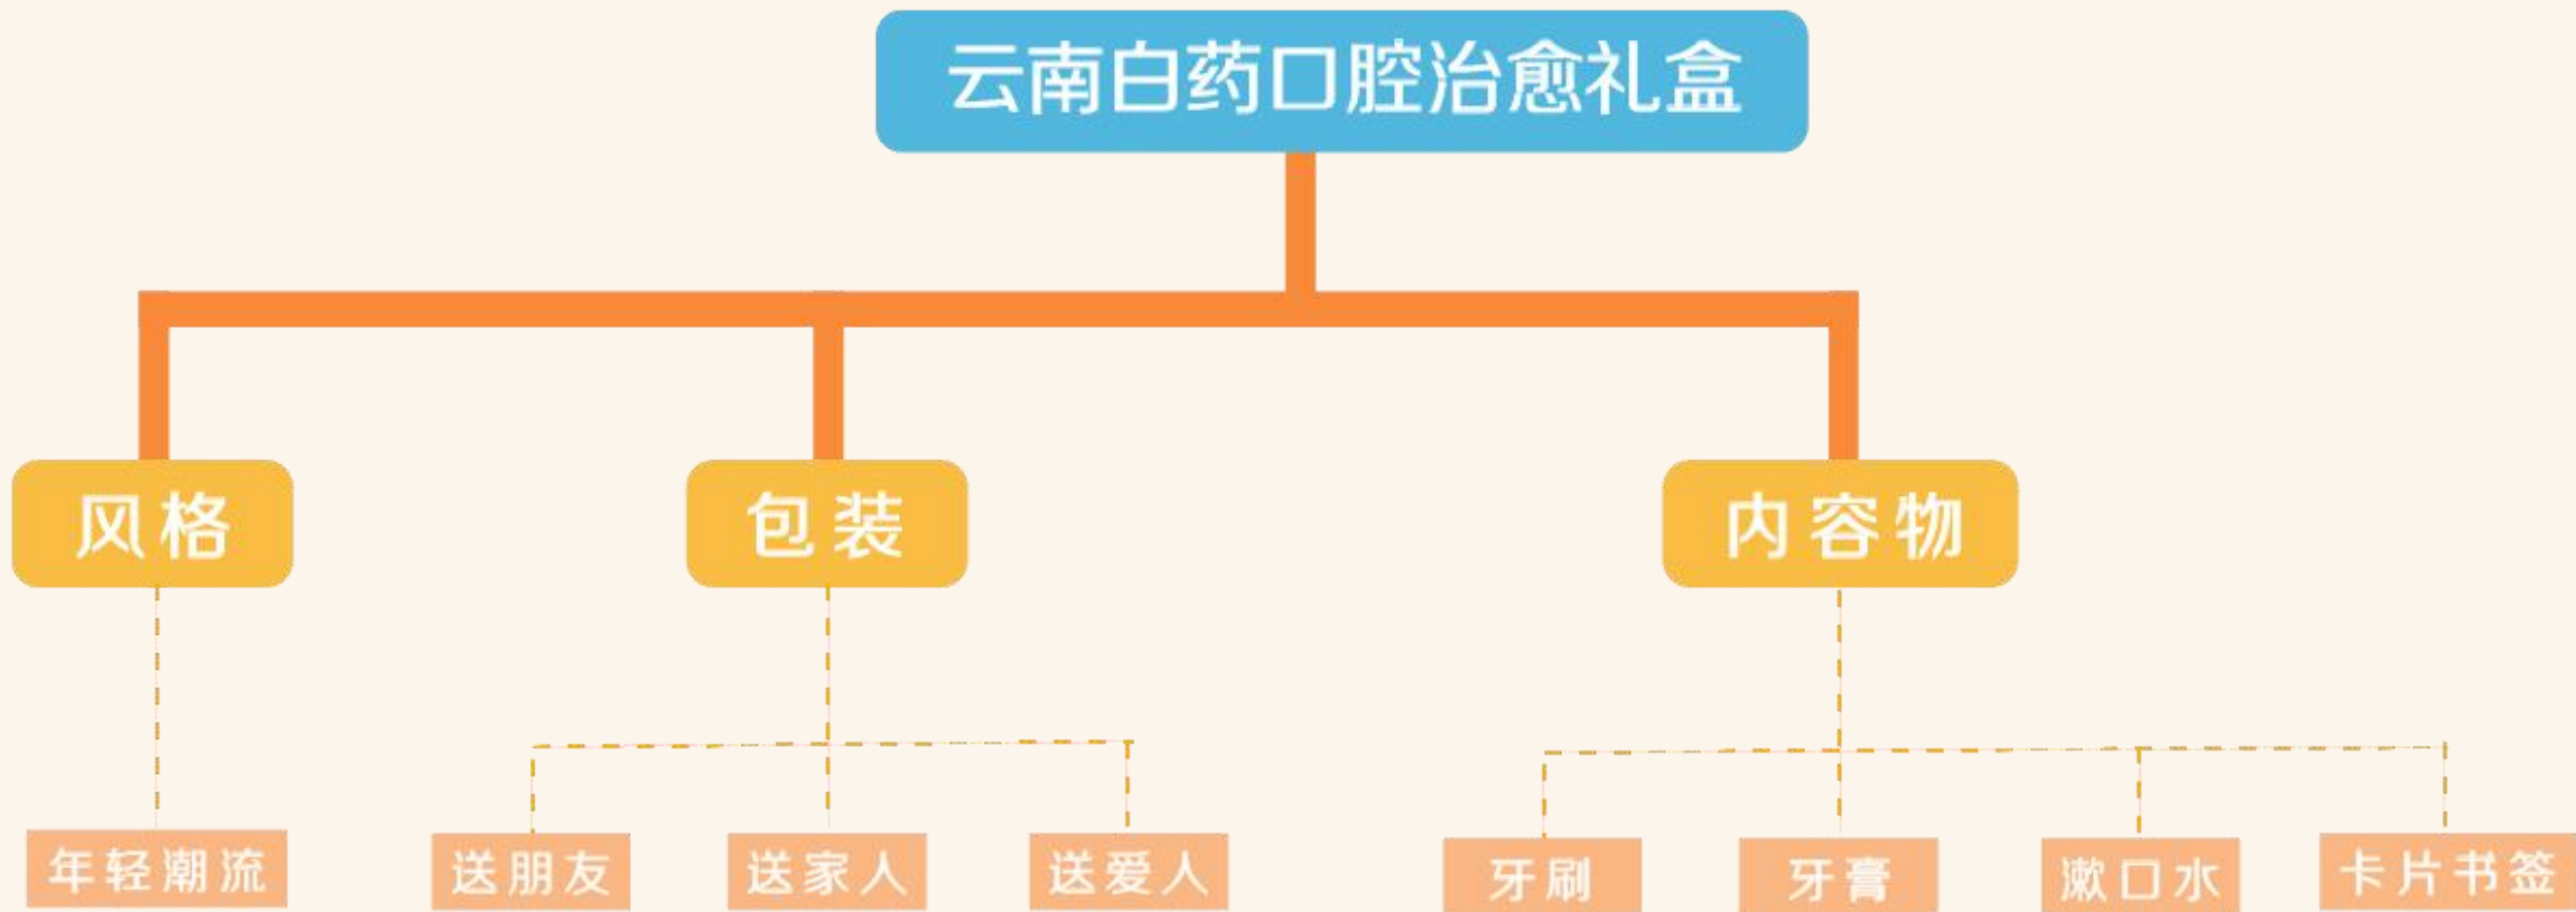 云南白药口腔治愈礼盒
风格
包装
内容物
年轻潮流
送朋友
送家人
送爱人
牙刷
牙膏
漱口水
卡片书签